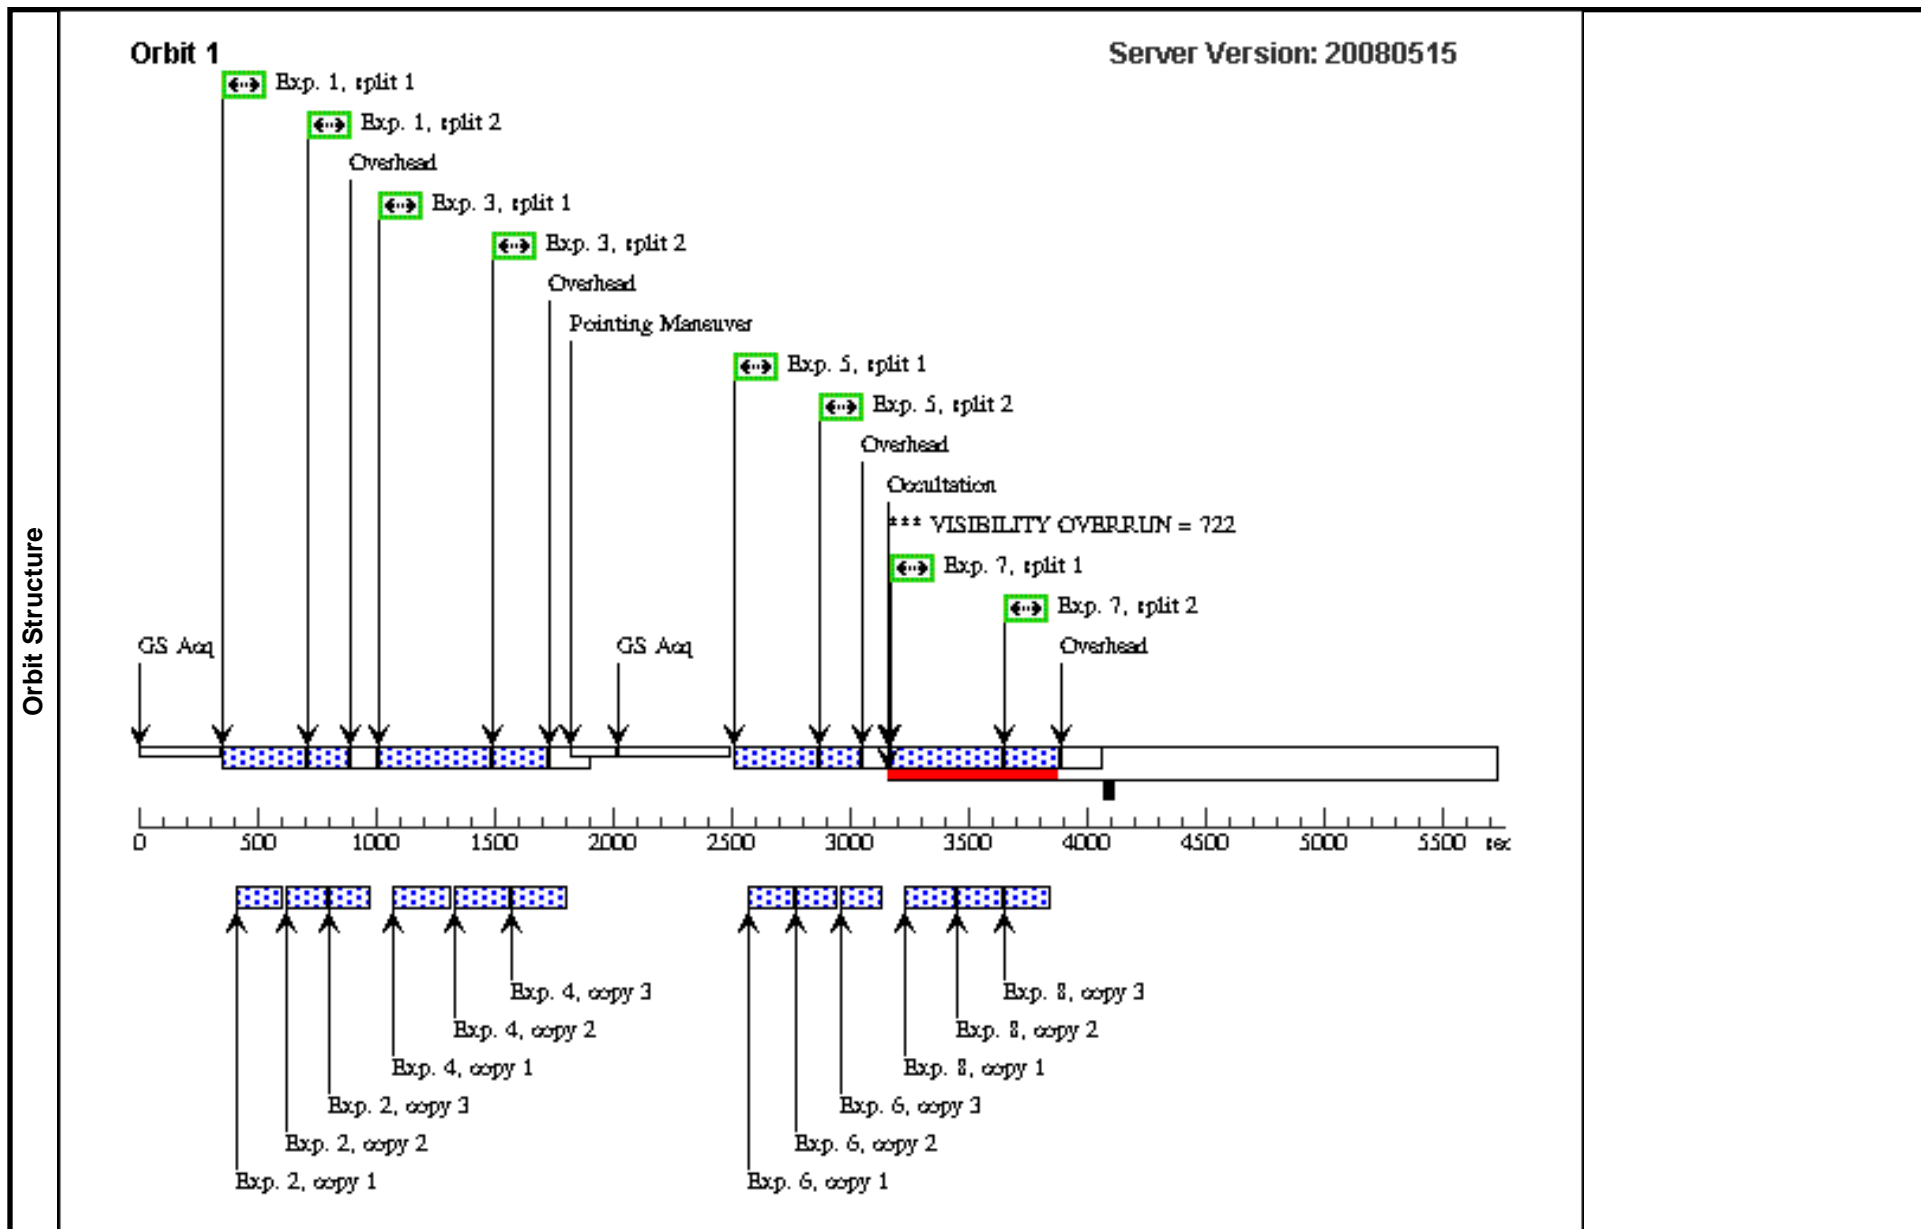 Orbit 1
Server Version: 20080515
Exp. 1, split 1
Exp. 1, split 2
Overhead
Exp. 3, split 1
Exp. 3, split 2
Overhead
Pointing Maneuver
Exp. 5, split 1
Exp. 5, split 2
Overhead
Occultation
*** VISIBILITY OVERRUN = 722
Exp. 7, split 1
Exp. 7, split 2
GS Acq
GS Acq
Overhead
Orbit Structure
0 500 1000 1500 2000 2500 3000 3500 4000 4500 5000 5500 sec
Exp. 4, copy 3
Exp. 8, copy 3
Exp. 4, copy 2
Exp. 8, copy 2
Exp. 4, copy 1
Exp. 8, copy 1
Exp. 2, copy 3
Exp. 6, copy 3
Exp. 2, copy 2
Exp. 6, copy 2
Exp. 2, copy 1
Exp. 6, copy 1